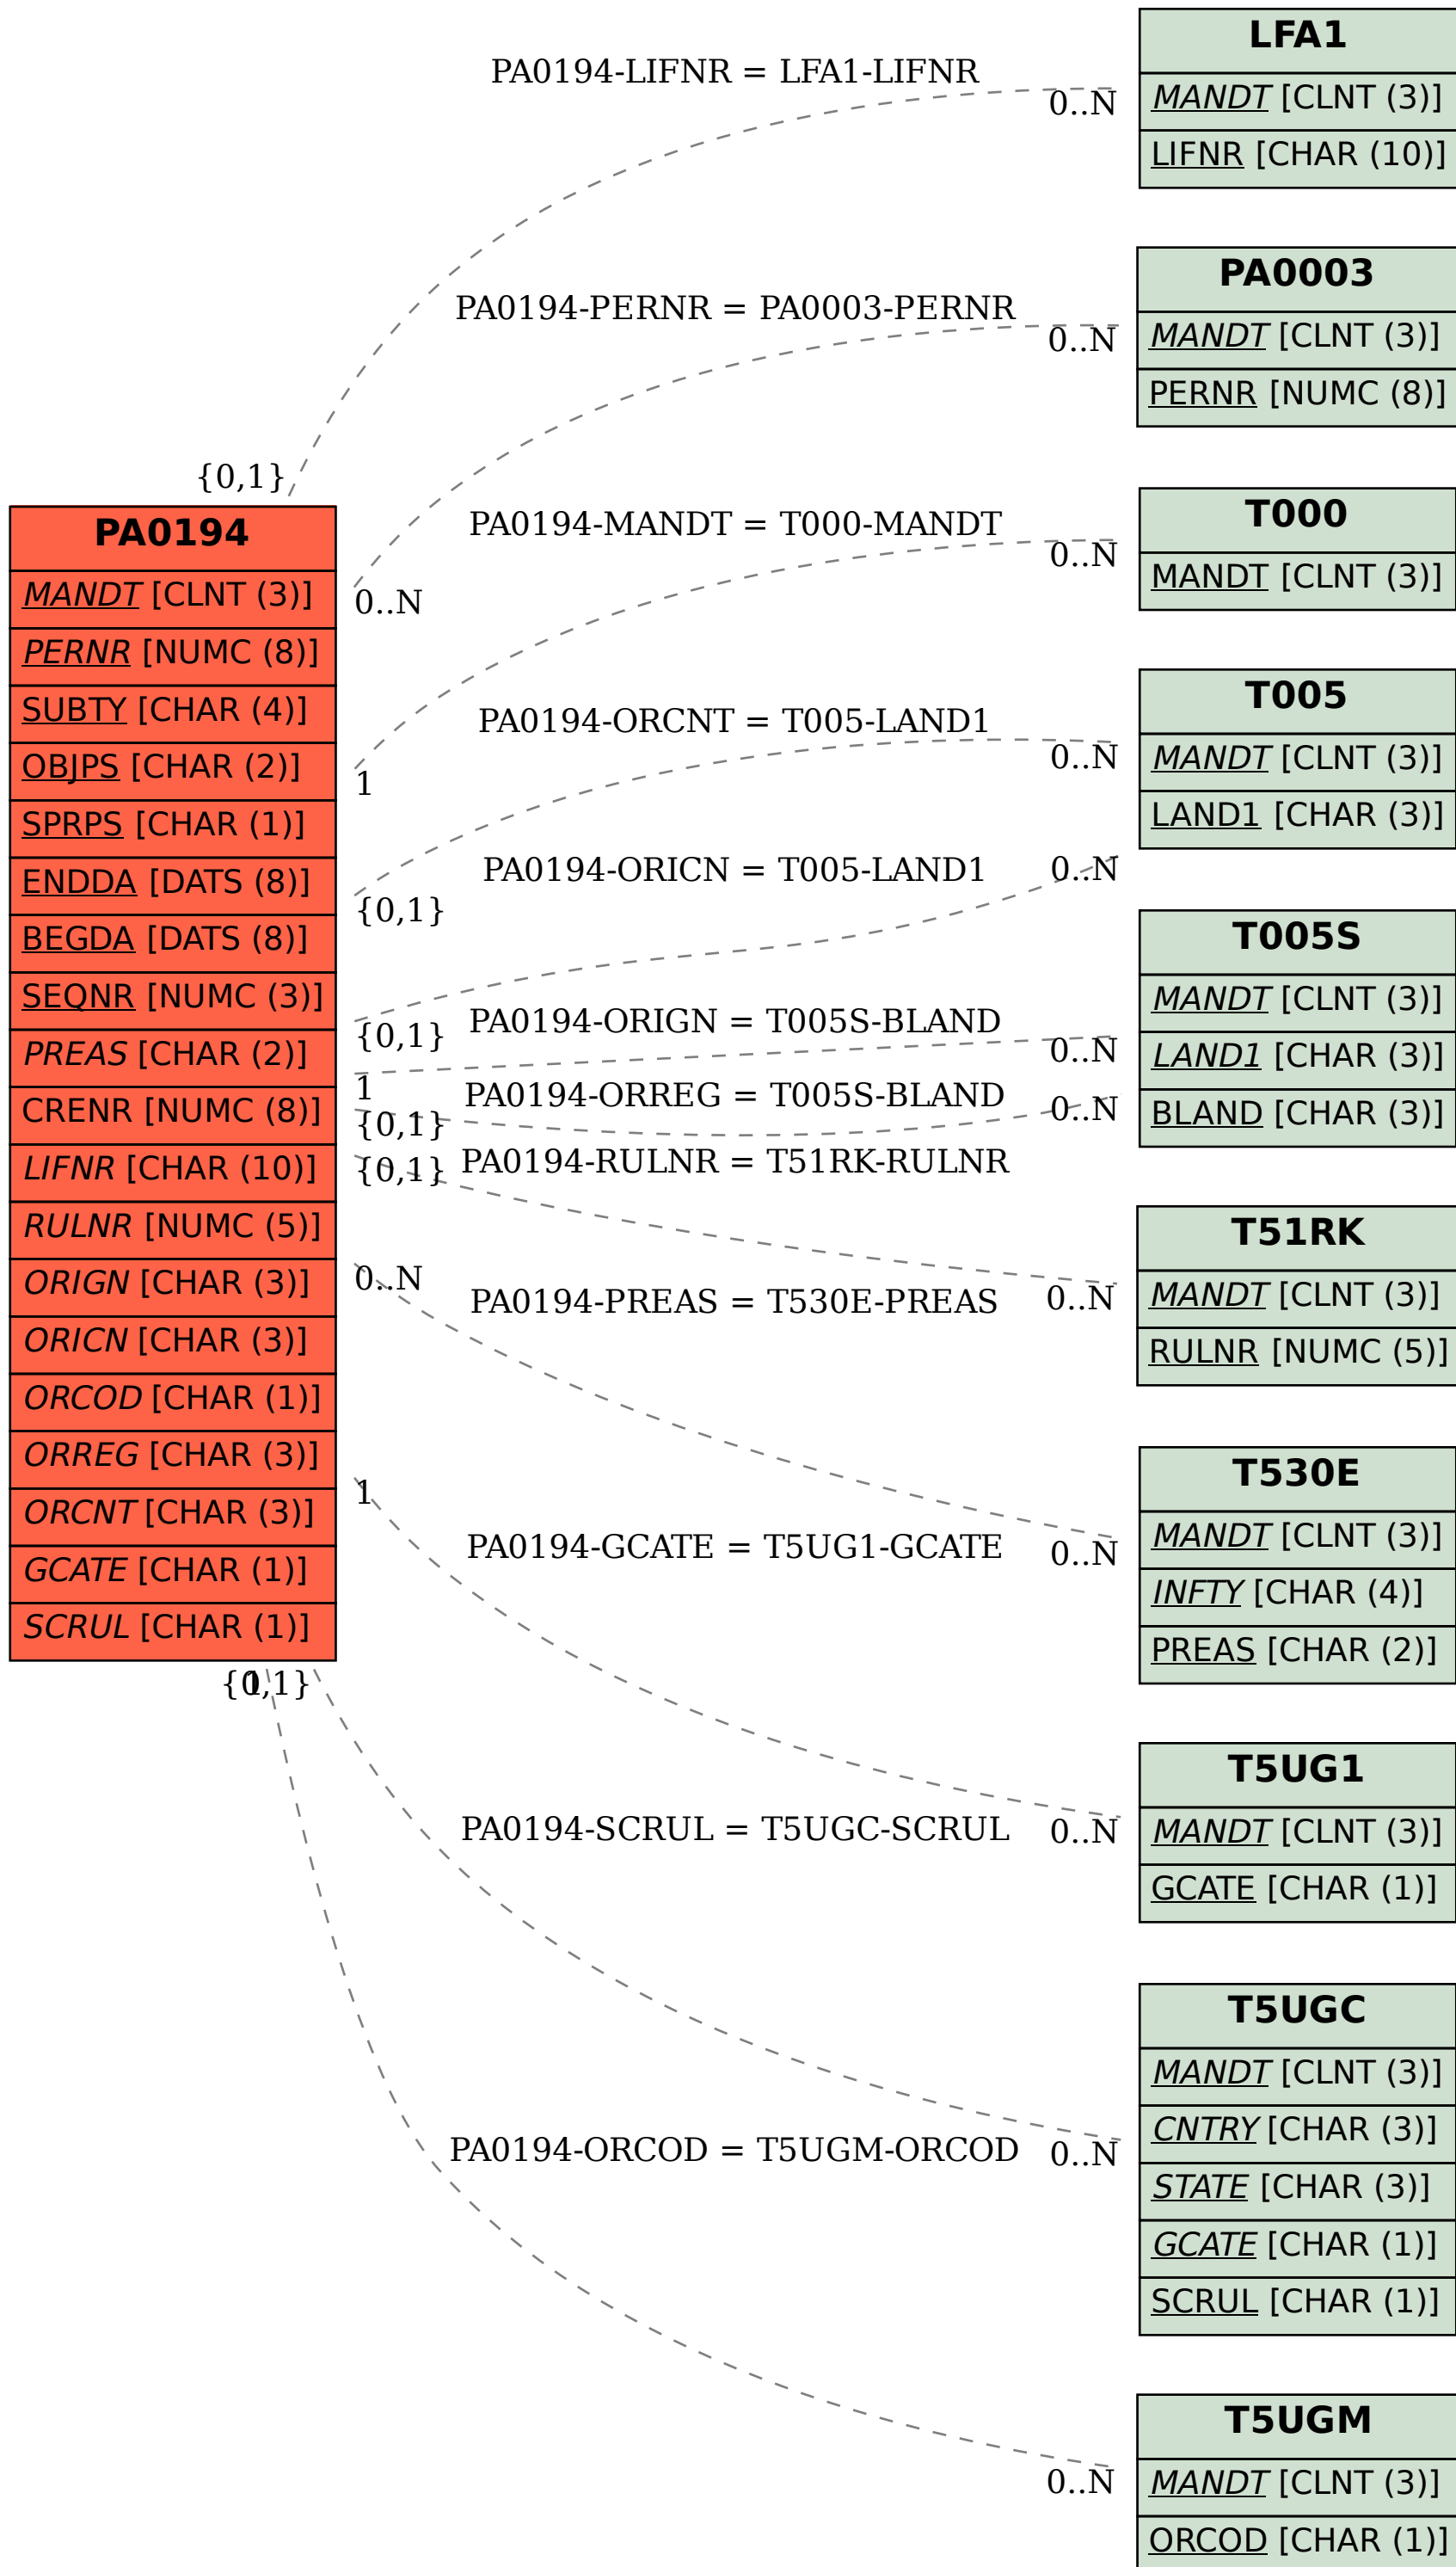 LFA1
PA0194-LIFNR = LFA1-LIFNR
MANDT [CLNT (3)]
0..N
LIFNR [CHAR (10)]
PA0003
PA0194-PERNR = PA0003-PERNR
MANDT [CLNT (3)]
0..N
PERNR [NUMC (8)]
{0,1}
T000
PA0194-MANDT = T000-MANDT
0..N
MANDT [CLNT (3)]
PA0194
MANDT [CLNT (3)]
PERNR [NUMC (8)]
SUBTY [CHAR (4)]
OBJPS [CHAR (2)]
SPRPS [CHAR (1)]
ENDDA [DATS (8)]
BEGDA [DATS (8)]
SEQNR [NUMC (3)]
PREAS [CHAR (2)]
CRENR [NUMC (8)]
LIFNR [CHAR (10)]
RULNR [NUMC (5)]
ORIGN [CHAR (3)]
ORICN [CHAR (3)]
ORCOD [CHAR (1)]
ORREG [CHAR (3)]
ORCNT [CHAR (3)]
GCATE [CHAR (1)]
SCRUL [CHAR (1)]
0..N
1
T005
PA0194-ORCNT = T005-LAND1
0..N
MANDT [CLNT (3)]
LAND1 [CHAR (3)]
PA0194-ORICN = T005-LAND1
0..N
{0,1}
T005S
MANDT [CLNT (3)]
LAND1 [CHAR (3)]
BLAND [CHAR (3)]
{0,1}
PA0194-ORIGN = T005S-BLAND
0..N
1
PA0194-ORREG = T005S-BLAND
0..N
{0,1}
{0,1}
PA0194-RULNR = T51RK-RULNR
T51RK
MANDT [CLNT (3)]
RULNR [NUMC (5)]
0..N
PA0194-PREAS = T530E-PREAS
0..N
T530E
MANDT [CLNT (3)]
INFTY [CHAR (4)]
PREAS [CHAR (2)]
1
PA0194-GCATE = T5UG1-GCATE
0..N
{0,1}
1
T5UG1
MANDT [CLNT (3)]
GCATE [CHAR (1)]
PA0194-SCRUL = T5UGC-SCRUL
0..N
T5UGC
MANDT [CLNT (3)]
CNTRY [CHAR (3)]
STATE [CHAR (3)]
GCATE [CHAR (1)]
SCRUL [CHAR (1)]
PA0194-ORCOD = T5UGM-ORCOD
0..N
T5UGM
MANDT [CLNT (3)]
ORCOD [CHAR (1)]
0..N